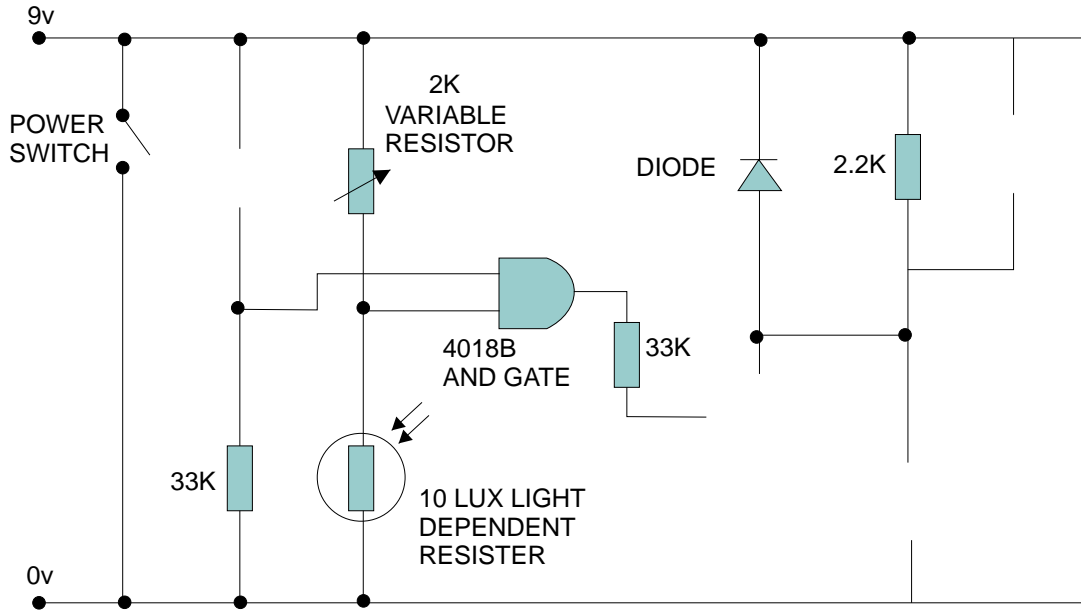 9v
2K
VARIABLE
RESISTOR
POWER
SWITCH
DIODE
2.2K
4018B
AND GATE
33K
33K
10 LUX LIGHT
DEPENDENT
RESISTER
0v